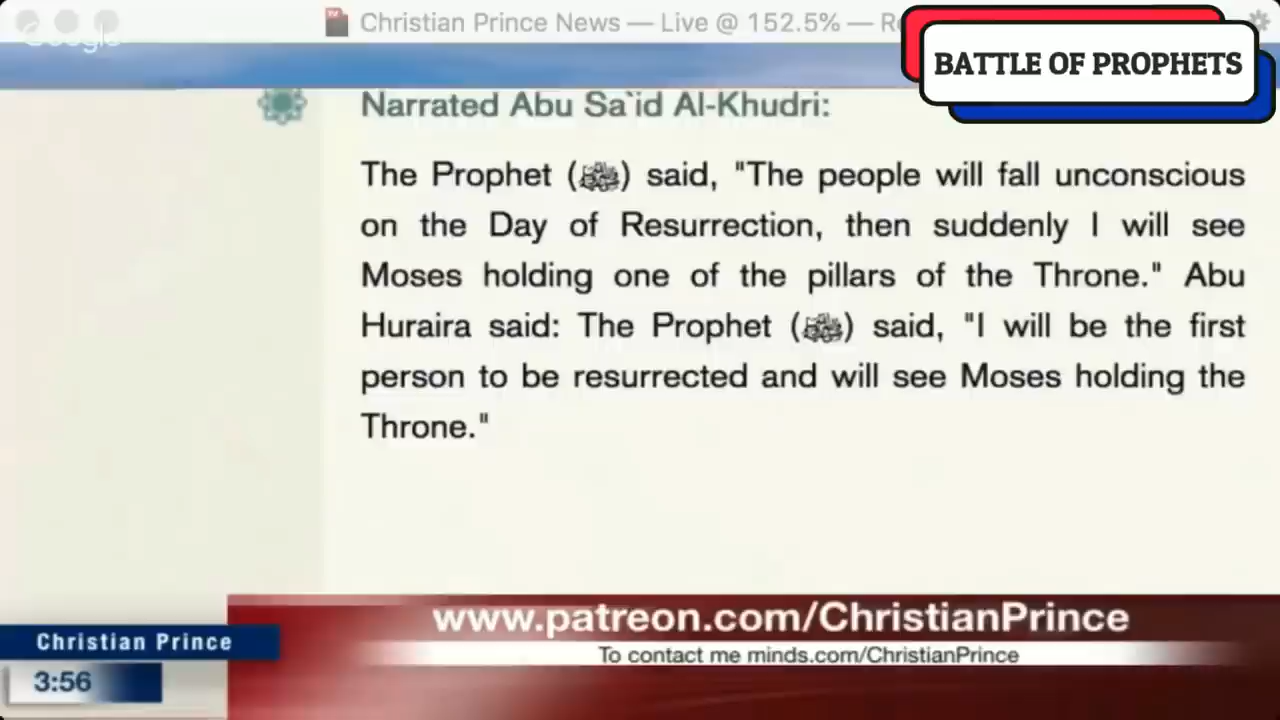 Christian Prince News — Live @ 152.5% — Re
Google
BATTLE OF PROPHETS
Narrated Abu Sa`id Al-Khudri:
The Prophet (ﷺ) said, "The people will fall unconscious
on the Day of Resurrection, then suddenly I will see
Moses holding one of the pillars of the Throne." Abu
Huraira said: The Prophet (ﷺ) said, "I will be the first
person to be resurrected and will see Moses holding the
Throne."
www.patreon.com/ChristianPrince
To contact me minds.com/ChristianPrince
Christian Prince
3:56